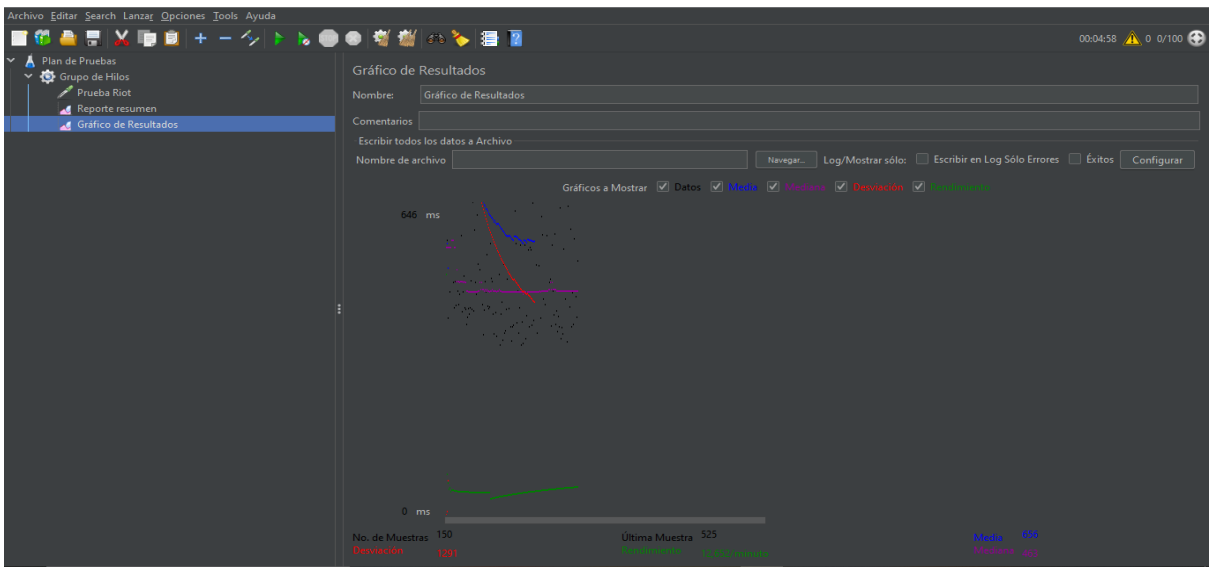 Archivo Editar Search Lanzar Opciones Tools Ayuda
00:04:58 0 0/100
Plan de Pruebas
Grupo de Hilos
Prueba Riot
Reporte resumen
Gráfico de Resultados
Gráfico de Resultados
Nombre: Gráfico de Resultados
Comentarios
Escribir todos los datos a Archivo
Nombre de archivo Navegar... Log/Mostrar sólo: Escribir en Log Sólo Errores Éxitos Configurar
Gráficos a Mostrar Datos Media Desviación Rendimiento
646 ms
0 ms
No. de Muestras 150 Última Muestra 525 Media 656
Desviación 1291 Rendimiento 12,652/minuto